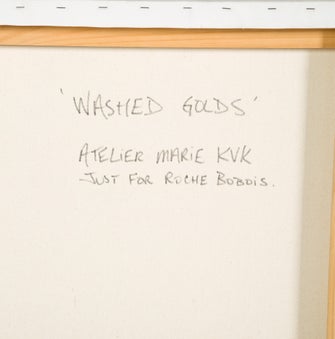 'WASHED GOLDS'
ATELIER MARIE KVK
JUST FOR ROCHE BOBOIS.